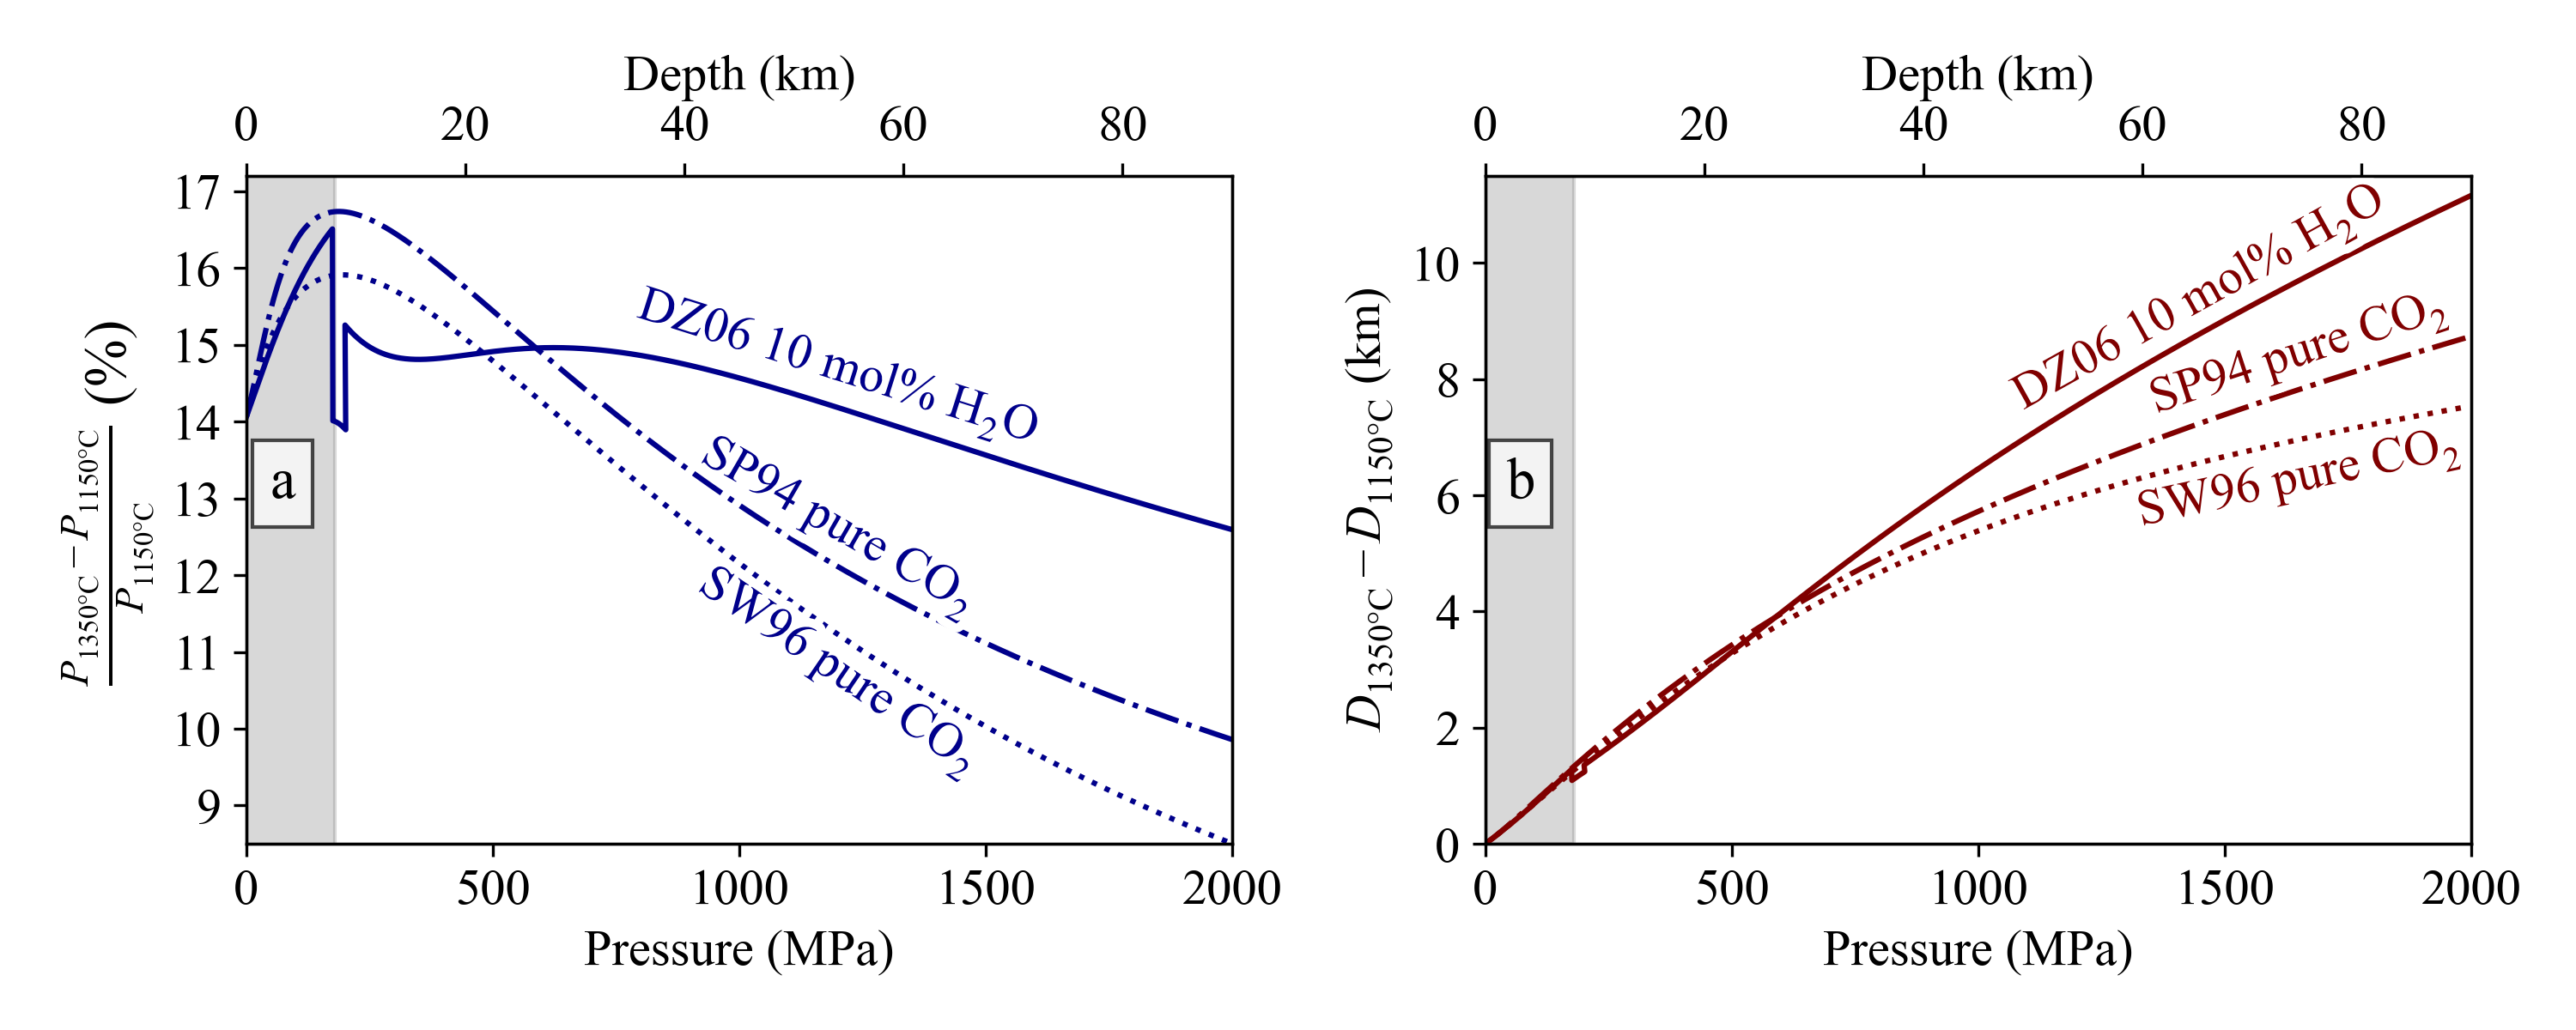 Depth (km)
0 20 40 60 80
17
16
15
14
13
12
11
10
9
P1350°C − P1150°C
P1150°C
(%)
a
DZ06 10 mol% H₂O
SP94 pure CO₂
SW96 pure CO₂
0 500 1000 1500 2000
Pressure (MPa)
Depth (km)
0 20 40 60 80
10
8
6
4
2
0
D1350°C − D1150°C (km)
b
DZ06 10 mol% H₂O
SP94 pure CO₂
SW96 pure CO₂
0 500 1000 1500 2000
Pressure (MPa)